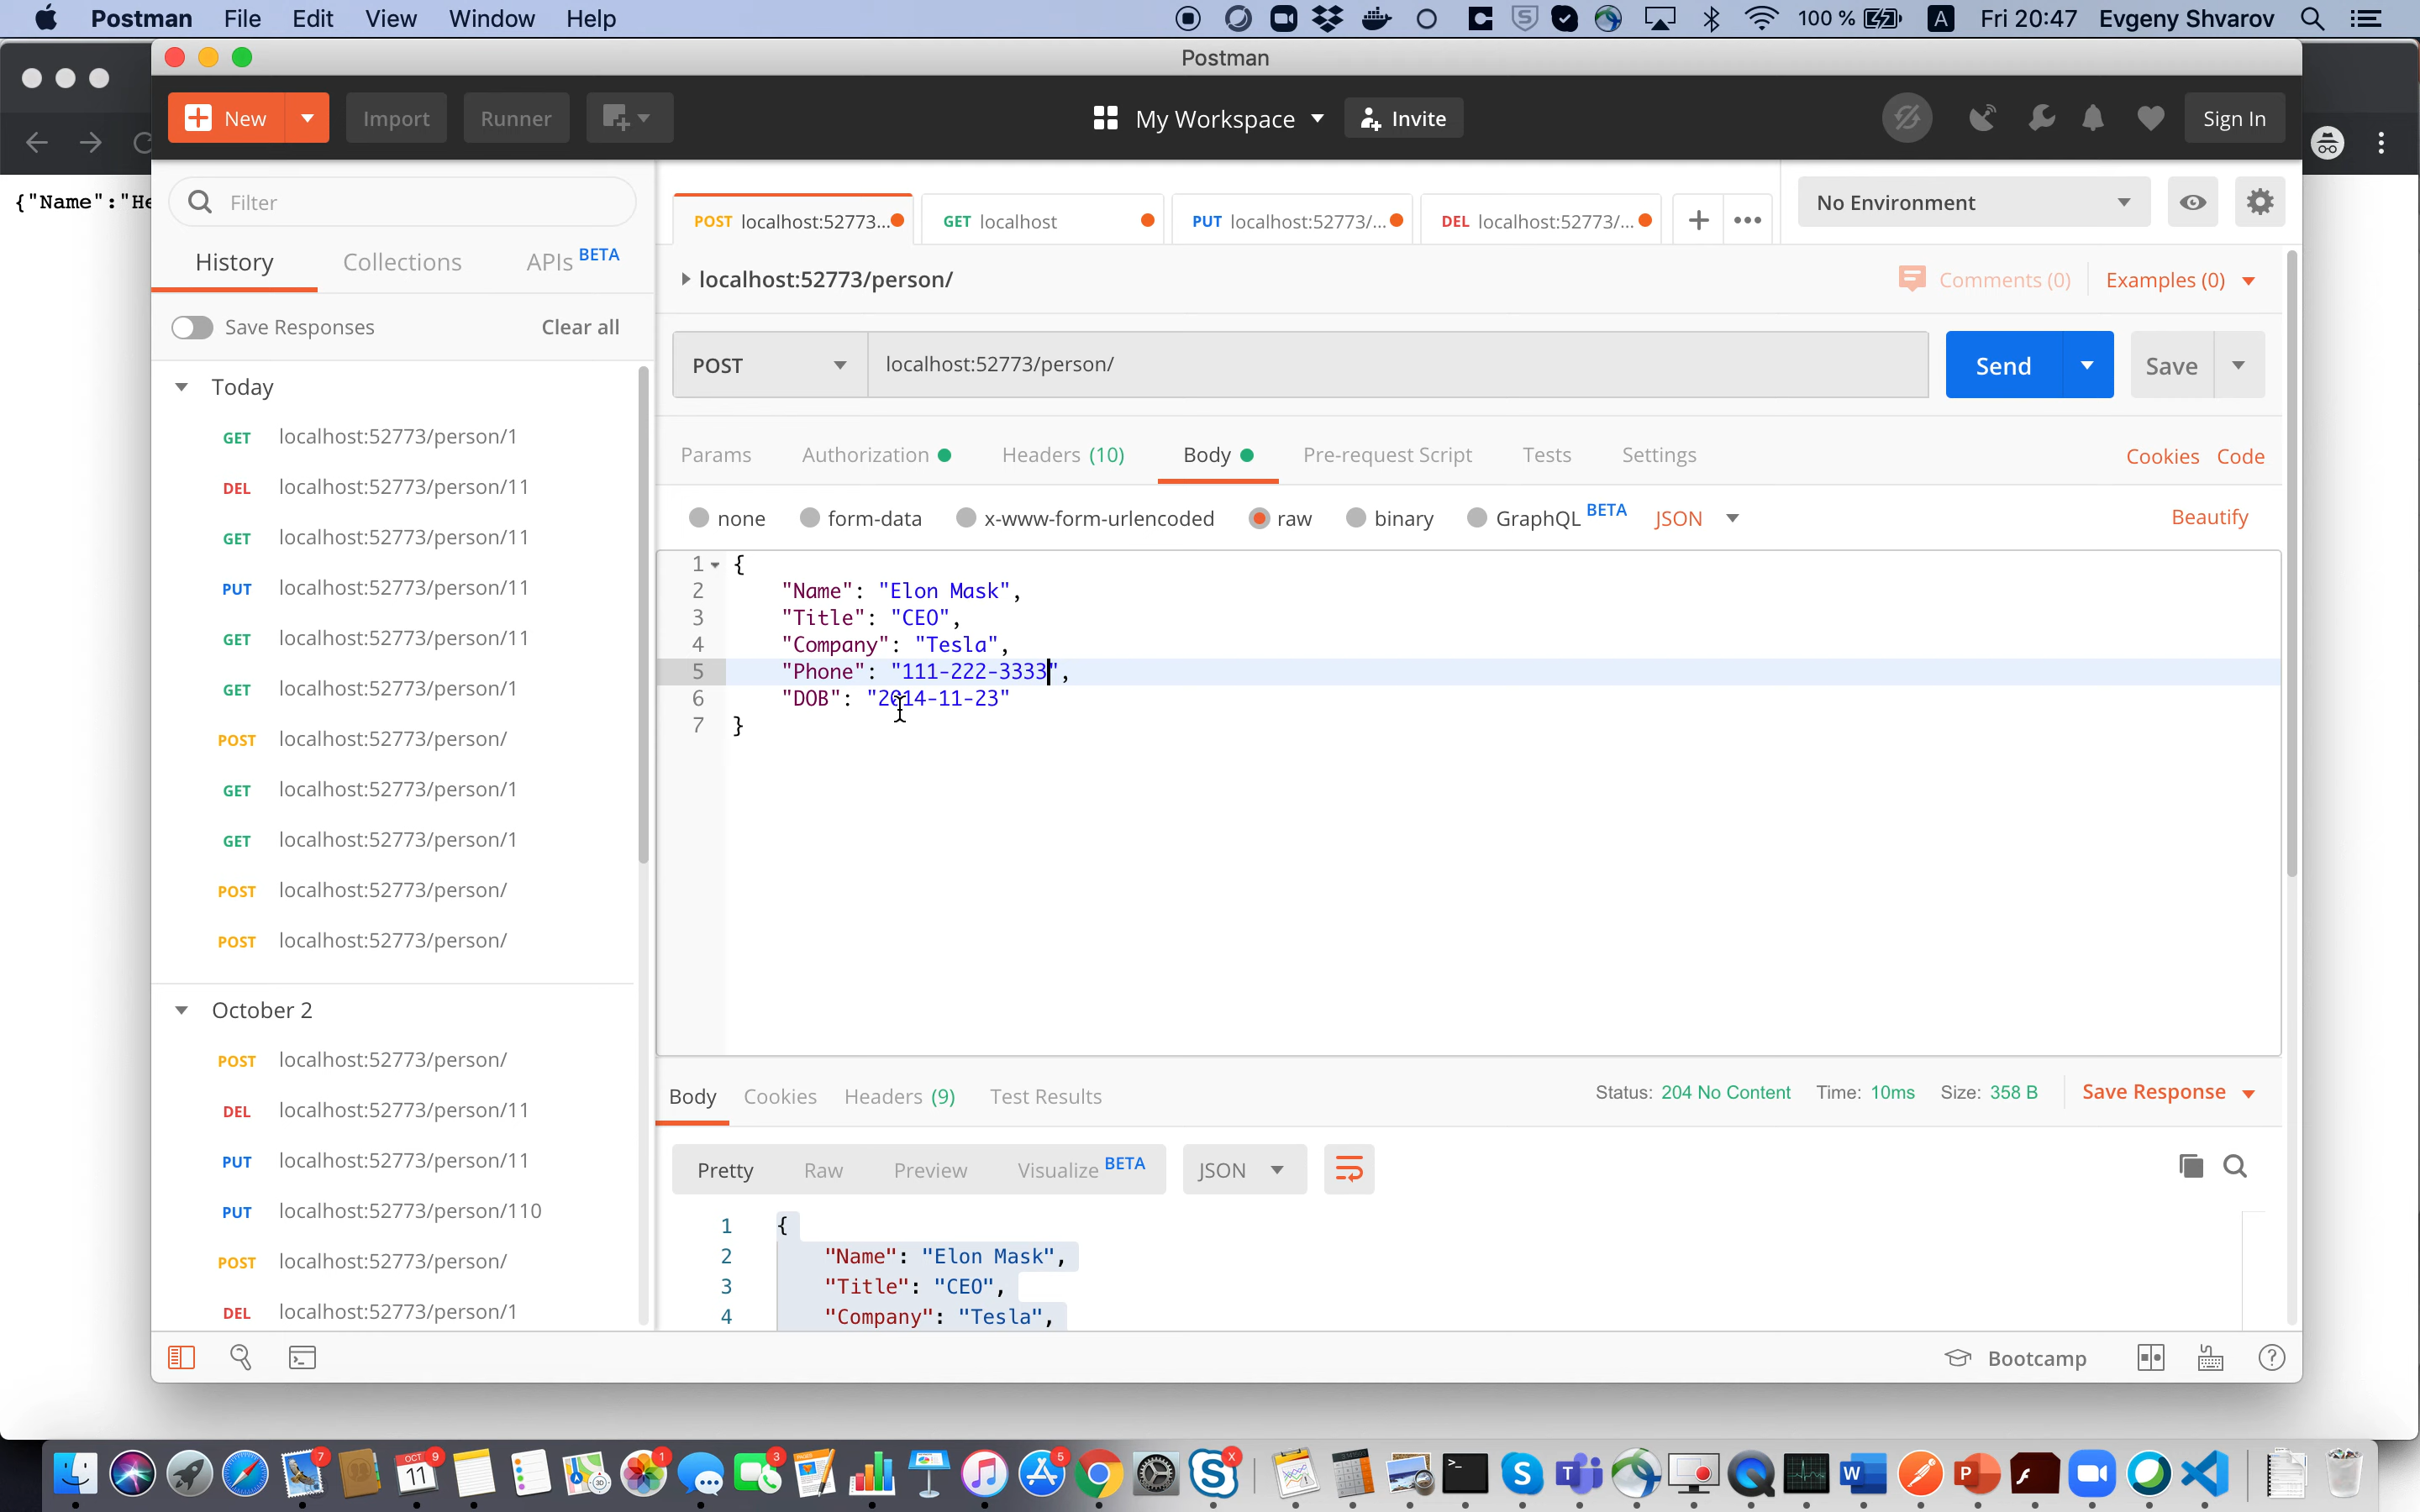 Postman File Edit View Window Help 100 % A Fri 20:47 Evgeny Shvarov
Postman
New Import Runner My Workspace Invite Sign In
{"Name":"He
Filter
History Collections APIs BETA
Save Responses Clear all
Today
GET localhost:52773/person/1
DEL localhost:52773/person/11
GET localhost:52773/person/11
PUT localhost:52773/person/11
GET localhost:52773/person/11
GET localhost:52773/person/1
POST localhost:52773/person/
GET localhost:52773/person/1
GET localhost:52773/person/1
POST localhost:52773/person/
POST localhost:52773/person/
October 2
POST localhost:52773/person/
DEL localhost:52773/person/11
PUT localhost:52773/person/11
PUT localhost:52773/person/110
POST localhost:52773/person/
DEL localhost:52773/person/1
POST localhost:52773... GET localhost PUT localhost:52773/... DEL localhost:52773/... No Environment
localhost:52773/person/ Comments (0) Examples (0)
POST localhost:52773/person/ Send Save
Params Authorization Headers (10) Body Pre-request Script Tests Settings Cookies Code
none form-data x-www-form-urlencoded raw binary GraphQL BETA JSON Beautify
1 {
2 "Name": "Elon Mask",
3 "Title": "CEO",
4 "Company": "Tesla",
5 "Phone": "111-222-3333",
6 "DOB": "2014-11-23"
7 }
Body Cookies Headers (9) Test Results Status: 204 No Content Time: 10ms Size: 358 B Save Response
Pretty Raw Preview Visualize BETA JSON
1 {
2 "Name": "Elon Mask",
3 "Title": "CEO",
4 "Company": "Tesla",
Bootcamp
7 OCT 11 9 1 3 5 X